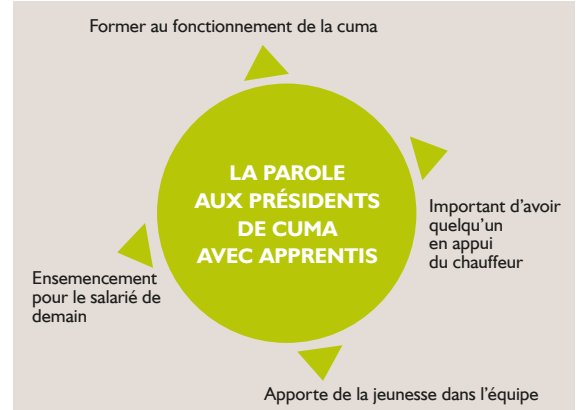 Former au fonctionnement de la cuma
LA PAROLE
AUX PRÉSIDENTS
DE CUMA
AVEC APPRENTIS
Important d'avoir
quelqu'un
en appui
du chauffeur
Ensemencement
pour le salarié de
demain
Apporte de la jeunesse dans l'équipe